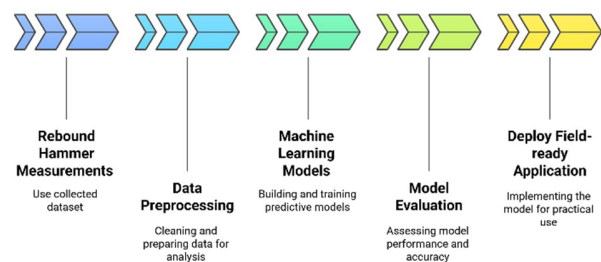 Rebound
Hammer
Measurements
Use collected
dataset
Data
Preprocessing
Cleaning and
preparing data for
analysis
Machine
Learning
Models
Building and training
predictive models
Model
Evaluation
Assessing model
performance and
accuracy
Deploy Field-
ready
Application
Implementing the
model for practical
use